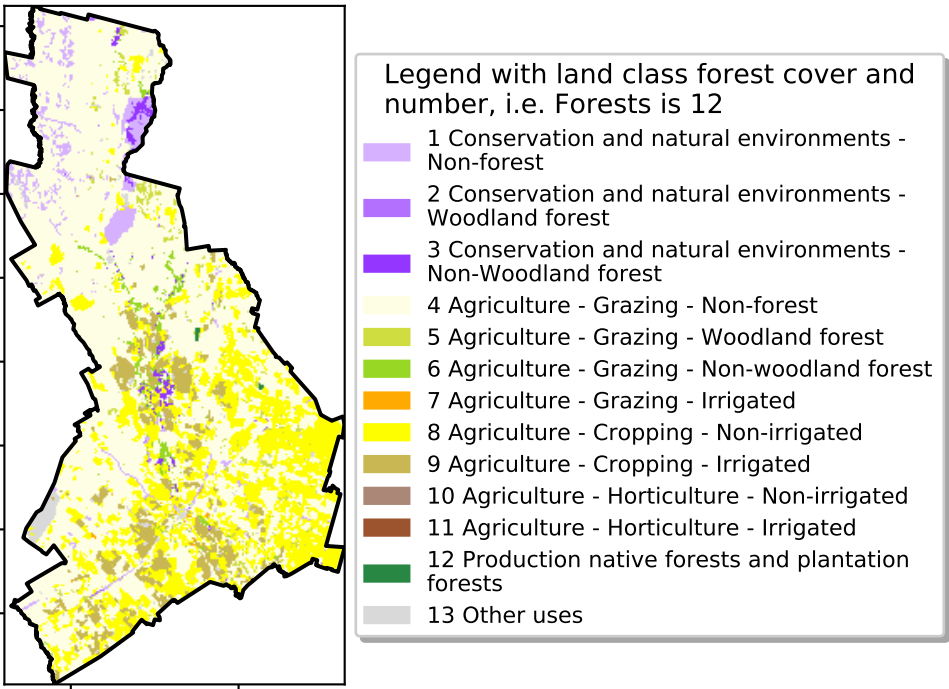 Legend with land class forest cover and
number, i.e. Forests is 12
1 Conservation and natural environments -
Non-forest
2 Conservation and natural environments -
Woodland forest
3 Conservation and natural environments -
Non-Woodland forest
4 Agriculture - Grazing - Non-forest
5 Agriculture - Grazing - Woodland forest
6 Agriculture - Grazing - Non-woodland forest
7 Agriculture - Grazing - Irrigated
8 Agriculture - Cropping - Non-irrigated
9 Agriculture - Cropping - Irrigated
10 Agriculture - Horticulture - Non-irrigated
11 Agriculture - Horticulture - Irrigated
12 Production native forests and plantation
forests
13 Other uses